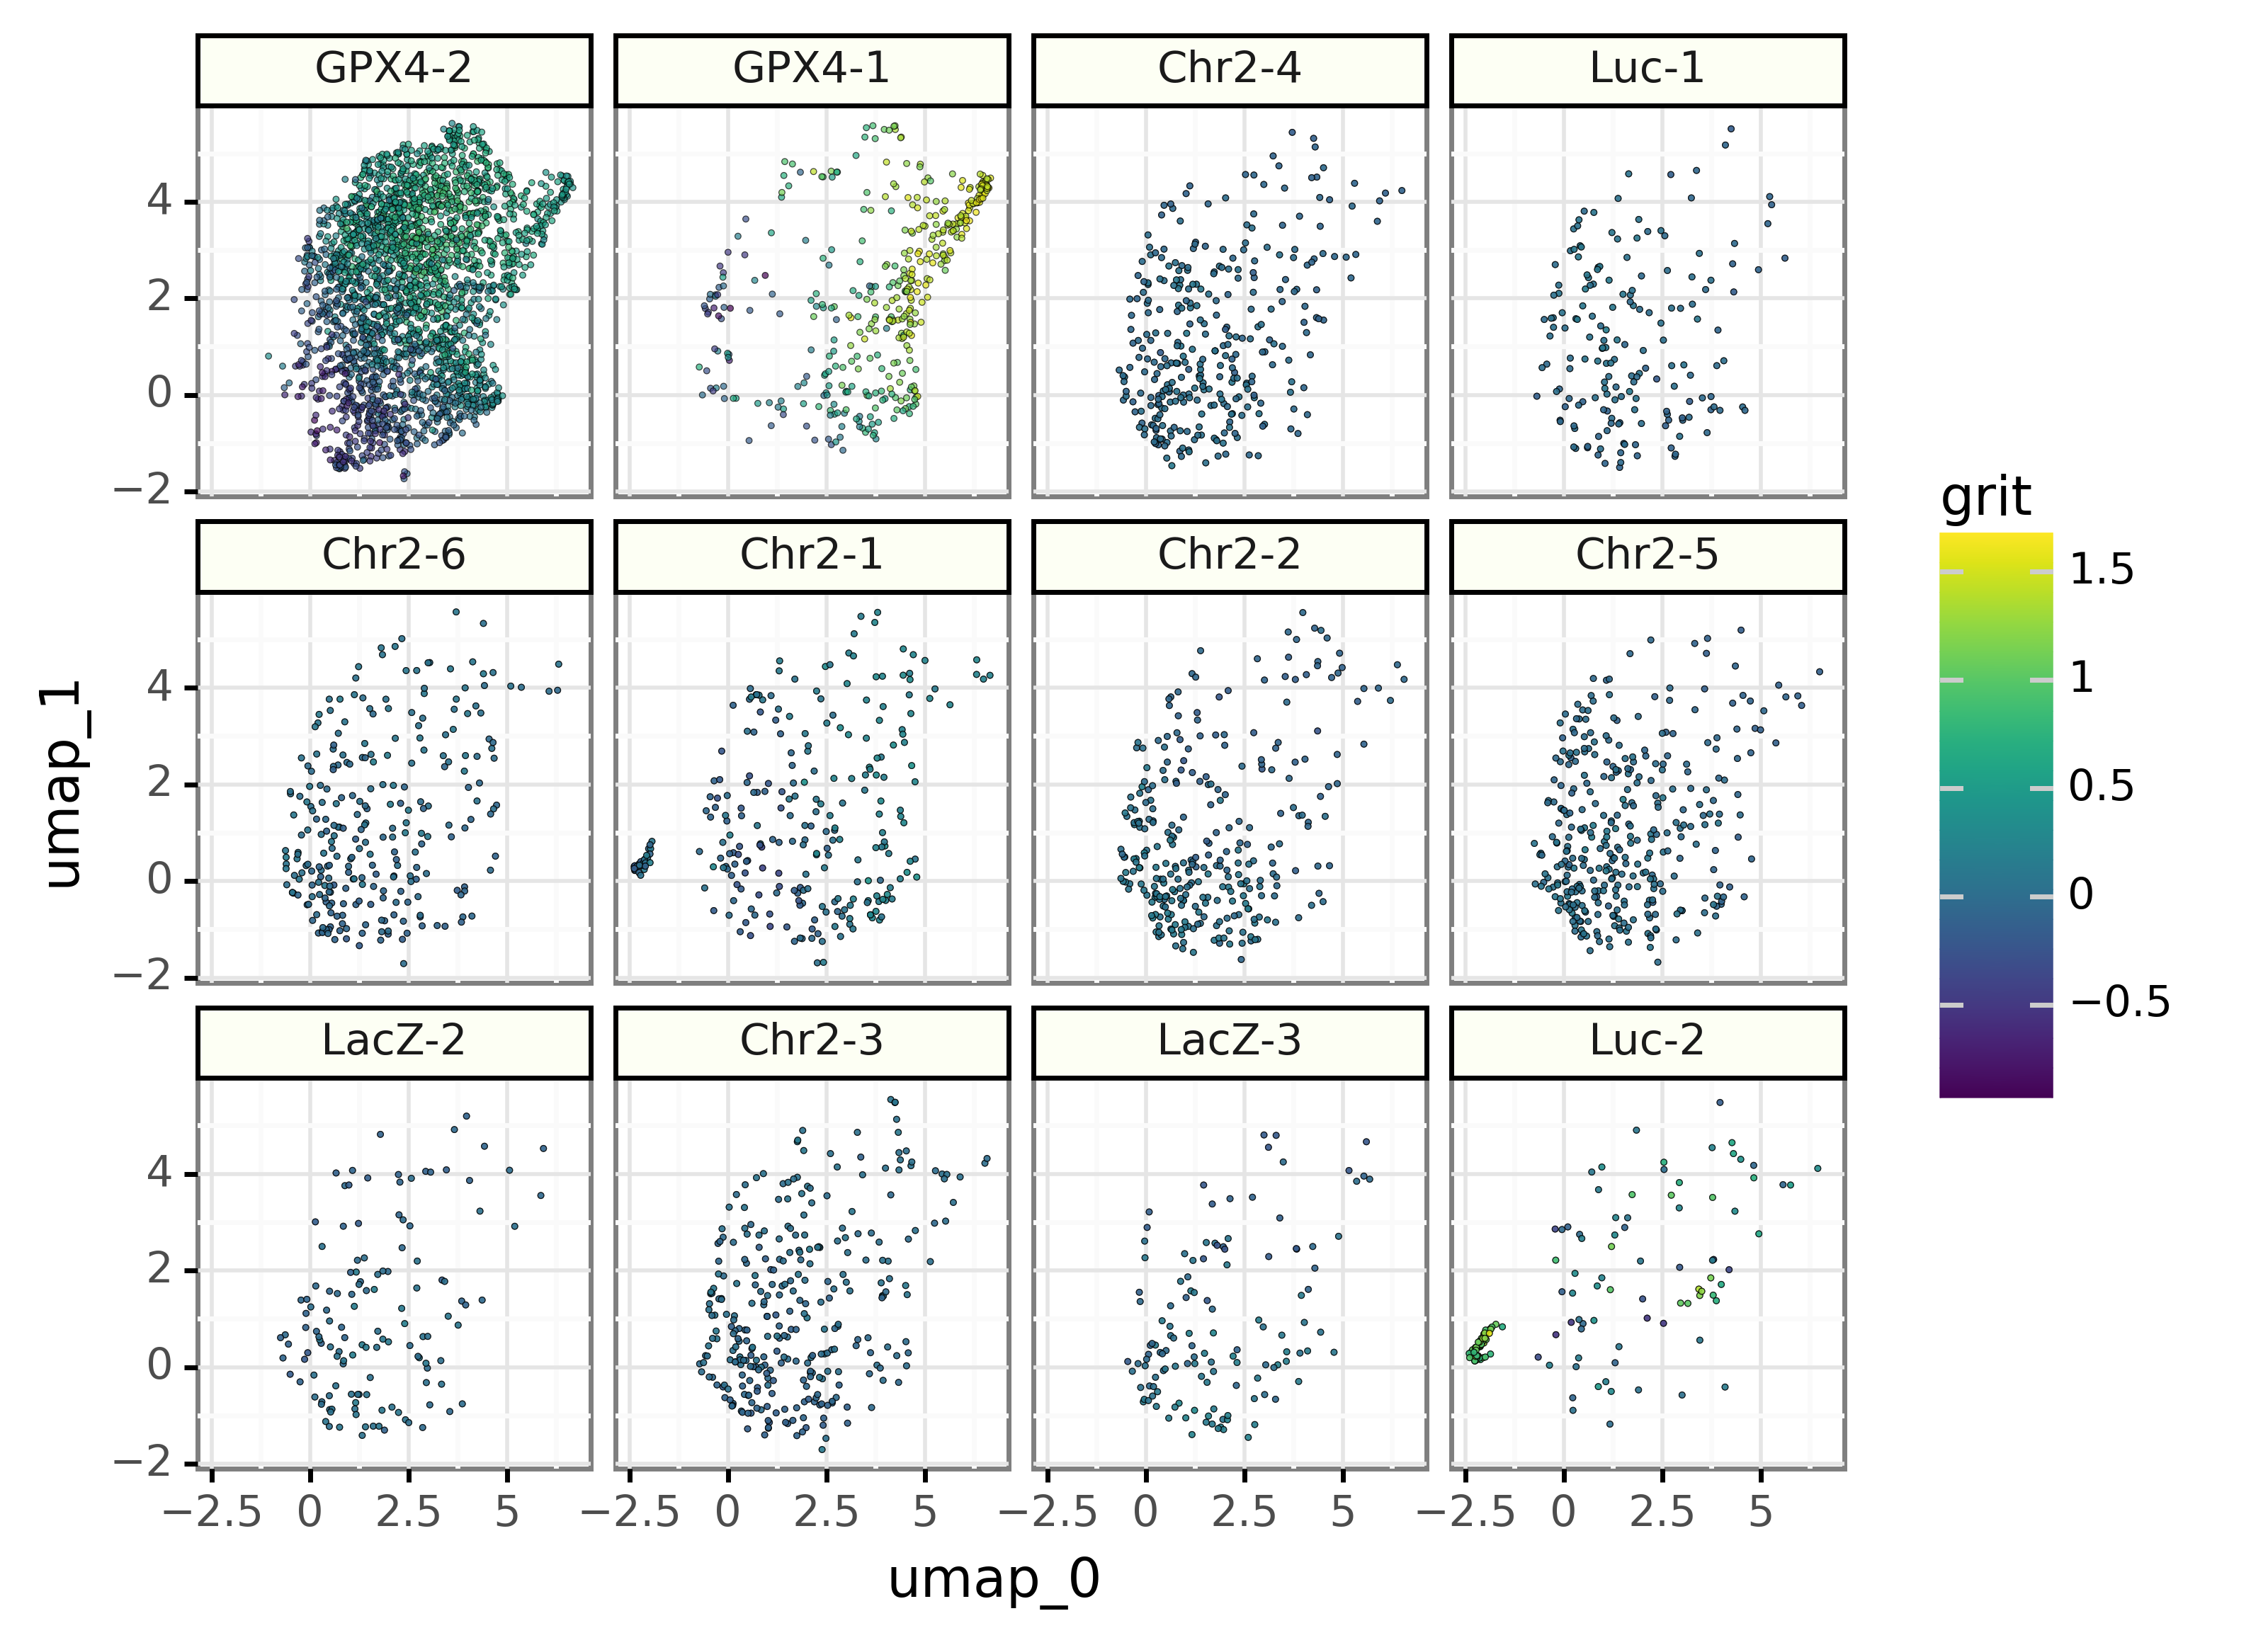 GPX4-2 GPX4-1 Chr2-4 Luc-1
4
2
0
−2
Chr2-6 Chr2-1 Chr2-2 Chr2-5
4
2
0
−2
LacZ-2 Chr2-3 LacZ-3 Luc-2
4
2
0
−2
−2.5 0 2.5 5 −2.5 0 2.5 5 −2.5 0 2.5 5 −2.5 0 2.5 5
umap_0
umap_1
grit
1.5
1
0.5
0
−0.5